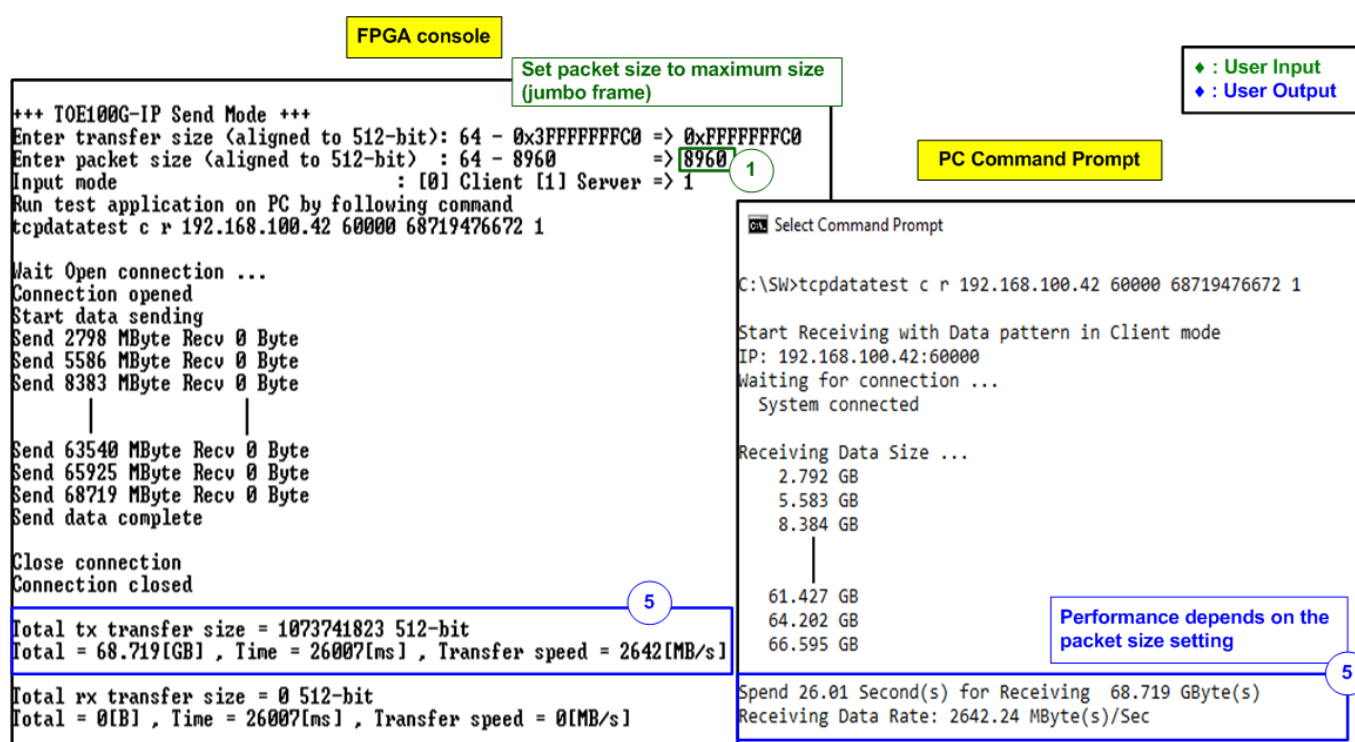 FPGA console
Set packet size to maximum size
(jumbo frame)
♦ : User Input
♦ : User Output
+++ TOE100G-IP Send Mode +++
Enter transfer size (aligned to 512-bit): 64 - 0x3FFFFFFFC0 => 0xFFFFFFFC0
Enter packet size (aligned to 512-bit) : 64 - 8960 => 8960
1
Input mode : [0] Client [1] Server => 1
Run test application on PC by following command
tcpdatatest c r 192.168.100.42 60000 68719476672 1
Wait Open connection ...
Connection opened
Start data sending
Send 2798 MByte Recv 0 Byte
Send 5586 MByte Recv 0 Byte
Send 8383 MByte Recv 0 Byte
Send 63540 MByte Recv 0 Byte
Send 65925 MByte Recv 0 Byte
Send 68719 MByte Recv 0 Byte
Send data complete
Close connection
Connection closed
5
Total tx transfer size = 1073741823 512-bit
Total = 68.719[GB] , Time = 26007[ms] , Transfer speed = 2642[MB/s]
Total rx transfer size = 0 512-bit
Total = 0[B] , Time = 26007[ms] , Transfer speed = 0[MB/s]
PC Command Prompt
Select Command Prompt
C:\SW>tcpdatatest c r 192.168.100.42 60000 68719476672 1
Start Receiving with Data pattern in Client mode
IP: 192.168.100.42:60000
Waiting for connection ...
System connected
Receiving Data Size ...
2.792 GB
5.583 GB
8.384 GB
61.427 GB
64.202 GB
66.595 GB
Performance depends on the
packet size setting
5
Spend 26.01 Second(s) for Receiving 68.719 GByte(s)
Receiving Data Rate: 2642.24 MByte(s)/Sec